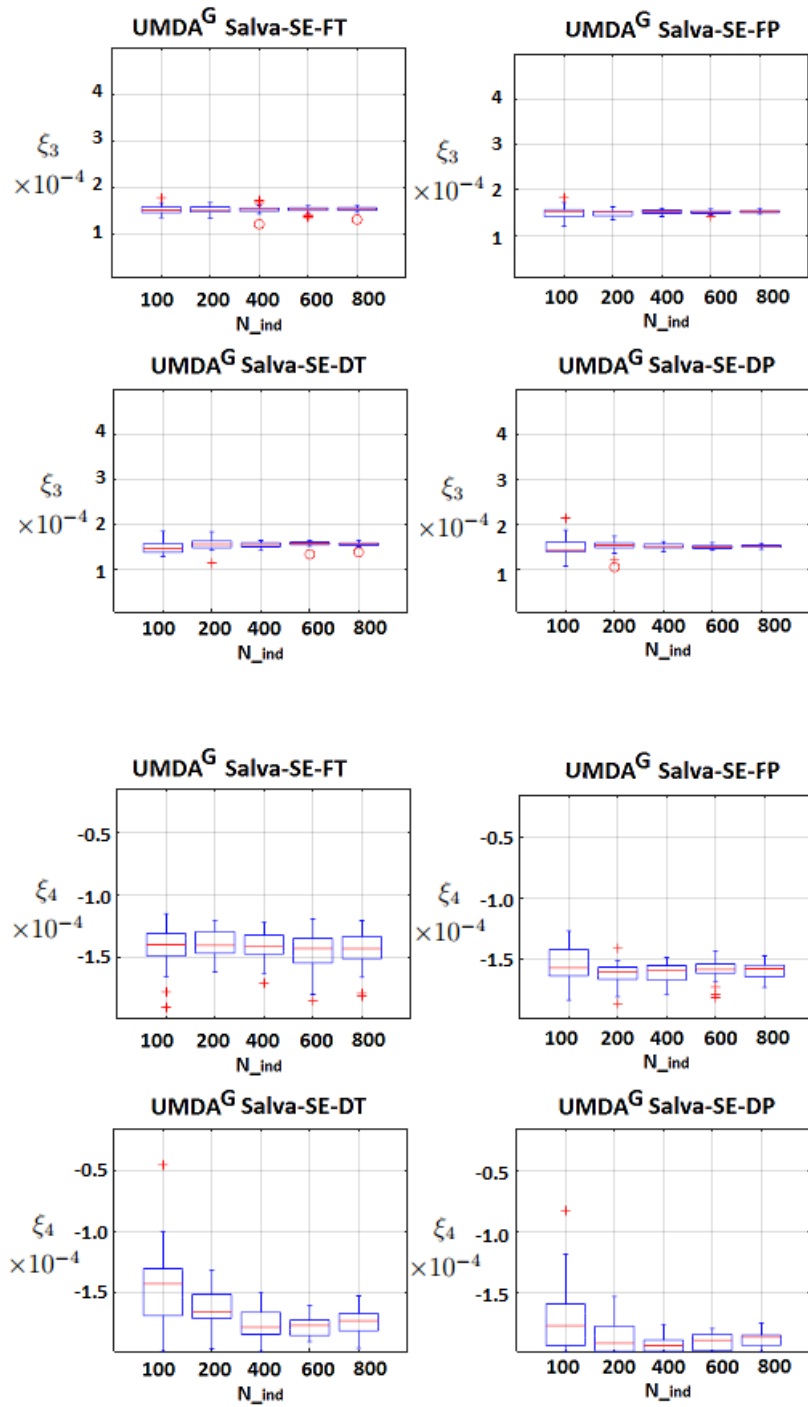 UMDA^G Salva-SE-FT
4
3
ξ3
×10−4
2
1
100 200 400 600 800
N_ind
UMDA^G Salva-SE-FP
4
3
ξ3
×10−4
2
1
100 200 400 600 800
N_ind
UMDA^G Salva-SE-DT
4
3
ξ3
×10−4
2
1
100 200 400 600 800
N_ind
UMDA^G Salva-SE-DP
4
3
ξ3
×10−4
2
1
100 200 400 600 800
N_ind
UMDA^G Salva-SE-FT
-0.5
ξ4
-1.0
×10−4
-1.5
100 200 400 600 800
N_ind
UMDA^G Salva-SE-FP
-0.5
ξ4
-1.0
×10−4
-1.5
100 200 400 600 800
N_ind
UMDA^G Salva-SE-DT
-0.5
ξ4
-1.0
×10−4
-1.5
100 200 400 600 800
N_ind
UMDA^G Salva-SE-DP
-0.5
ξ4
-1.0
×10−4
-1.5
100 200 400 600 800
N_ind